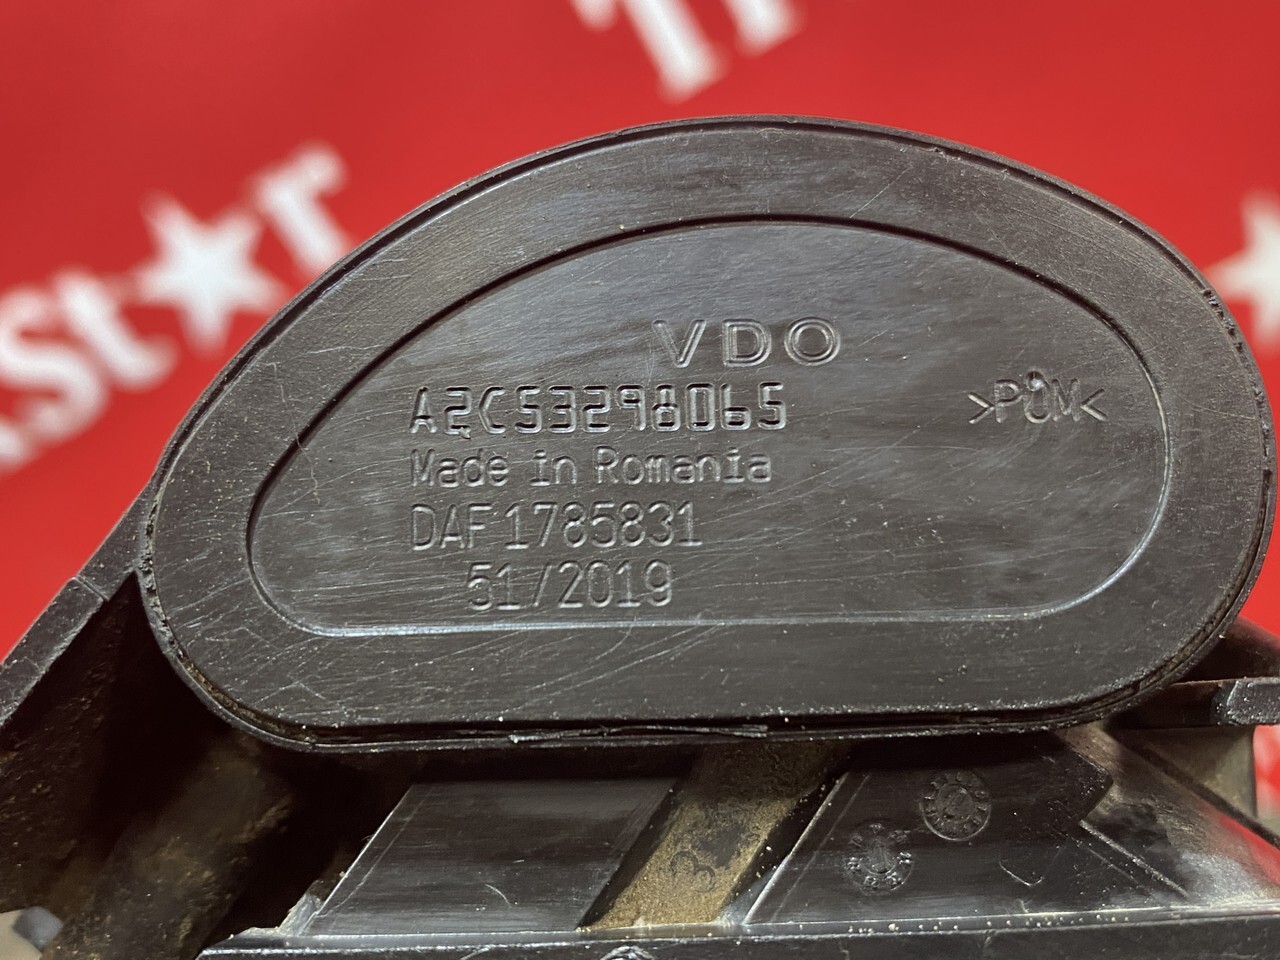 VDO
A2C53298065
>POM<
Made in Romania
DAF 1785831
51/2019